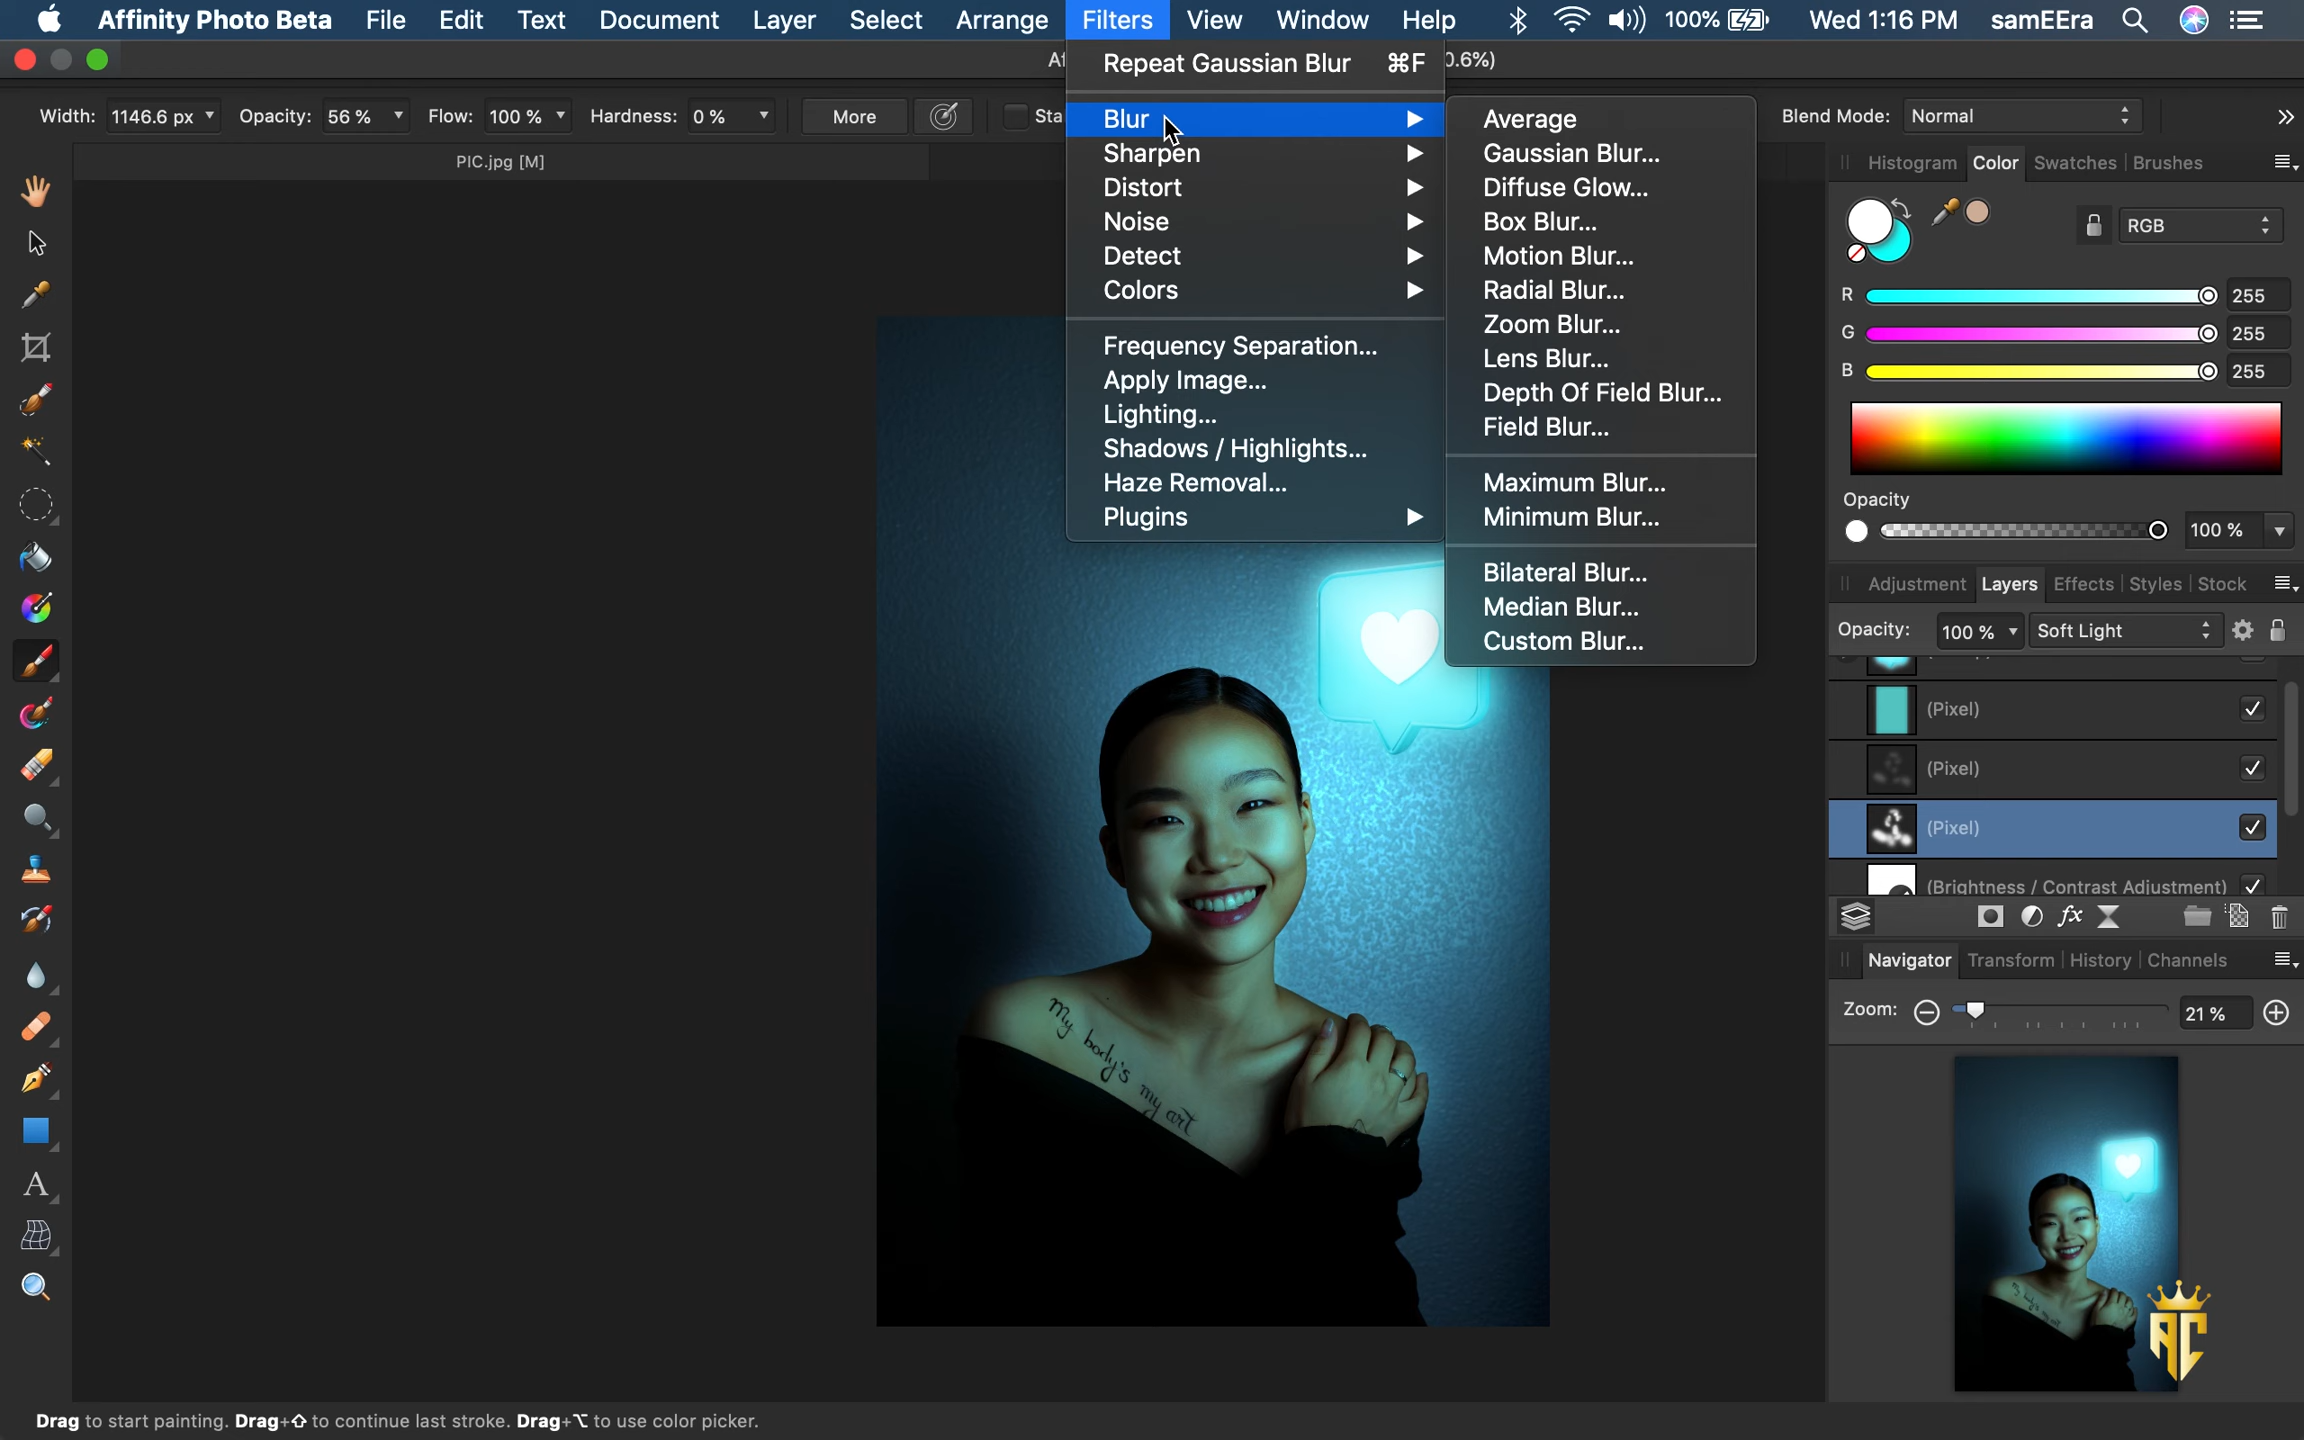 Affinity Photo Beta File Edit Text Document Layer Select Arrange Filters View Window Help 100% Wed 1:16 PM samEEra
0.6%)
Width: 1146.6 px Opacity: 56 % Flow: 100 % Hardness: 0 % More Blend Mode: Normal
PIC.jpg [M]
Repeat Gaussian Blur ⌘F
Blur
Sharpen
Distort
Noise
Detect
Colors
Frequency Separation...
Apply Image...
Lighting...
Shadows / Highlights...
Haze Removal...
Plugins
Average
Gaussian Blur...
Diffuse Glow...
Box Blur...
Motion Blur...
Radial Blur...
Zoom Blur...
Lens Blur...
Depth Of Field Blur...
Field Blur...
Maximum Blur...
Minimum Blur...
Bilateral Blur...
Median Blur...
Custom Blur...
Histogram Color Swatches Brushes
RGB
R 255
G 255
B 255
Opacity
100 %
Adjustment Layers Effects Styles Stock
Opacity: 100 % Soft Light
(Pixel)
(Pixel)
(Pixel)
(Brightness / Contrast Adjustment)
fx
Navigator Transform History Channels
Zoom: 21 %
my body's my art
AC
Drag to start painting. Drag+⇧ to continue last stroke. Drag+⌥ to use color picker.